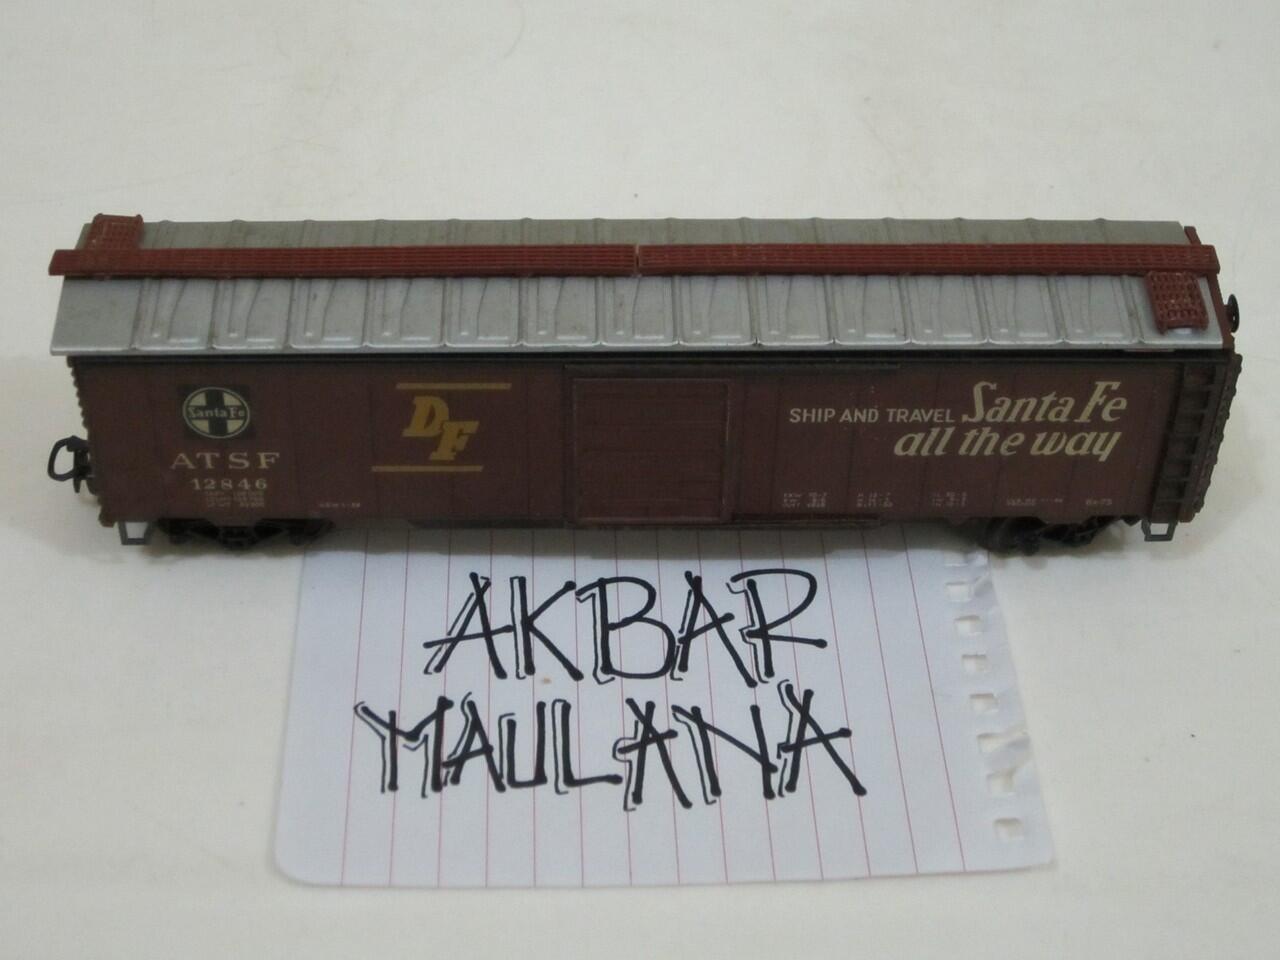 Santa Fe
ATSF
12846
DF
SHIP AND TRAVEL Santa Fe
all the way
AKBAR
MAULANA